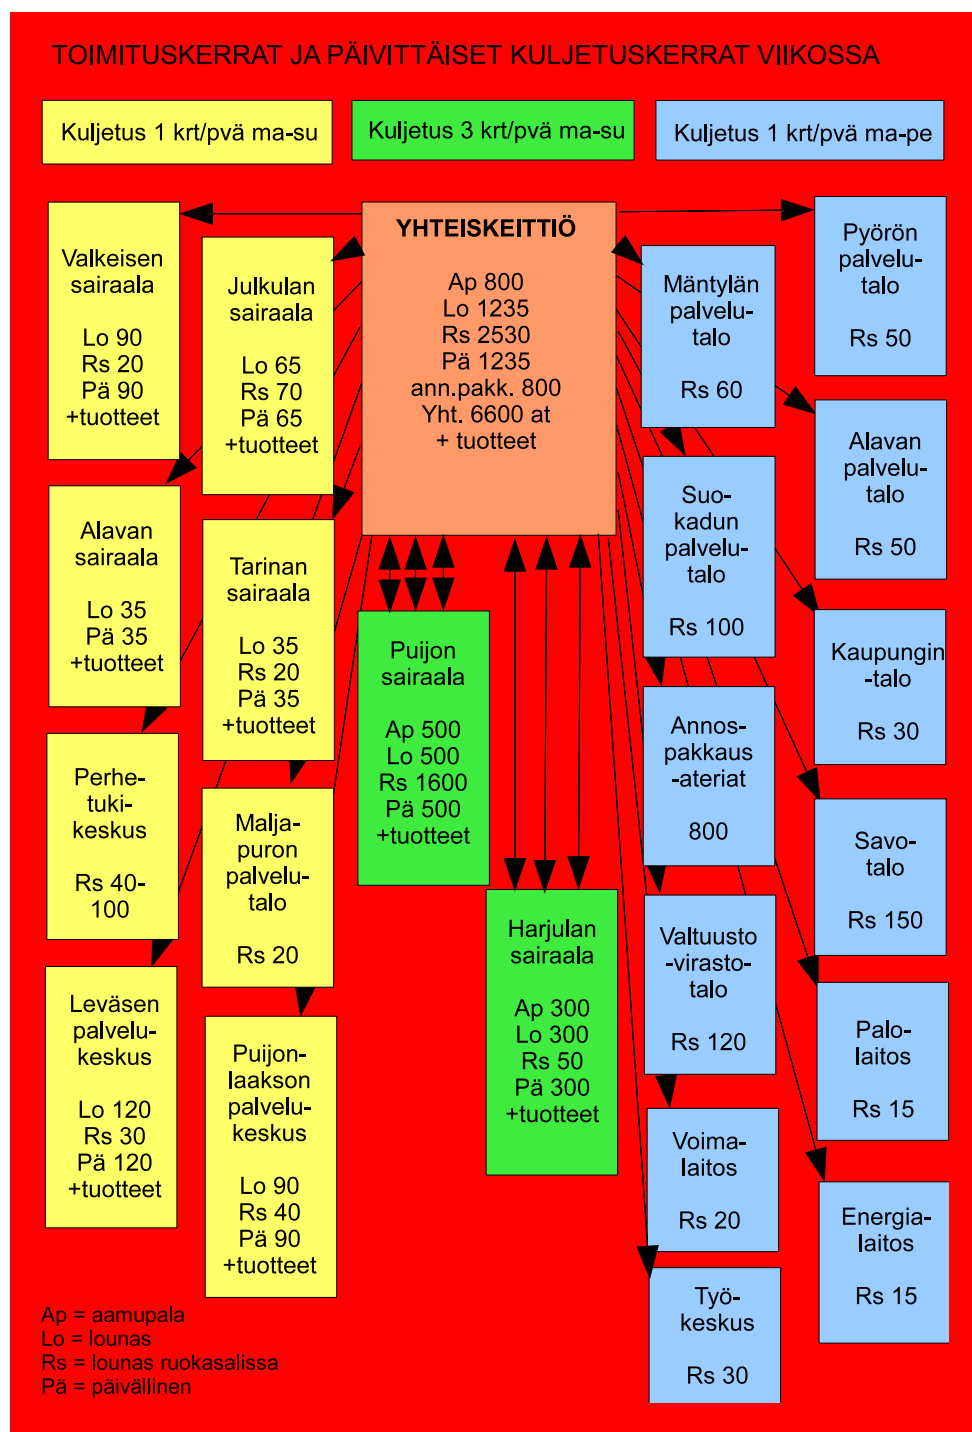 TOIMITUSKERRAT JA PÄIVITTÄISET KULJETUSKERRAT VIIKOSSA
Kuljetus 1 krt/pvä ma-su
Kuljetus 3 krt/pvä ma-su
Kuljetus 1 krt/pvä ma-pe
Valkeisen
sairaala
Lo 90
Rs 20
Pä 90
+tuotteet
Julkulan
sairaala
Lo 65
Rs 70
Pä 65
+tuotteet
YHTEISKEITTIÖ
Ap 800
Lo 1235
Rs 2530
Pä 1235
ann.pakk. 800
Yht. 6600 at
+ tuotteet
Mäntylän
palvelu-
talo
Rs 60
Pyörön
palvelu-
talo
Rs 50
Alavan
sairaala
Lo 35
Pä 35
+tuotteet
Tarinan
sairaala
Lo 35
Rs 20
Pä 35
+tuotteet
Puijon
sairaala
Ap 500
Lo 500
Rs 1600
Pä 500
+tuotteet
Suo-
kadun
palvelu-
talo
Rs 100
Alavan
palvelu-
talo
Rs 50
Kaupungin
-talo
Rs 30
Perhe-
tuki-
keskus
Rs 40-
100
Malja-
puron
palvelu-
talo
Rs 20
Harjulan
sairaala
Ap 300
Lo 300
Rs 50
Pä 300
+tuotteet
Annos-
pakkaus
-ateriat
800
Savo-
talo
Rs 150
Leväsen
palvelu-
keskus
Lo 120
Rs 30
Pä 120
+tuotteet
Puijon-
laakson
palvelu-
keskus
Lo 90
Rs 40
Pä 90
+tuotteet
Valtuusto
-virasto-
talo
Rs 120
Palo-
laitos
Rs 15
Voima-
laitos
Rs 20
Energia-
laitos
Rs 15
Työ-
keskus
Rs 30
Ap = aamupala
Lo = lounas
Rs = lounas ruokasalissa
Pä = päivällinen